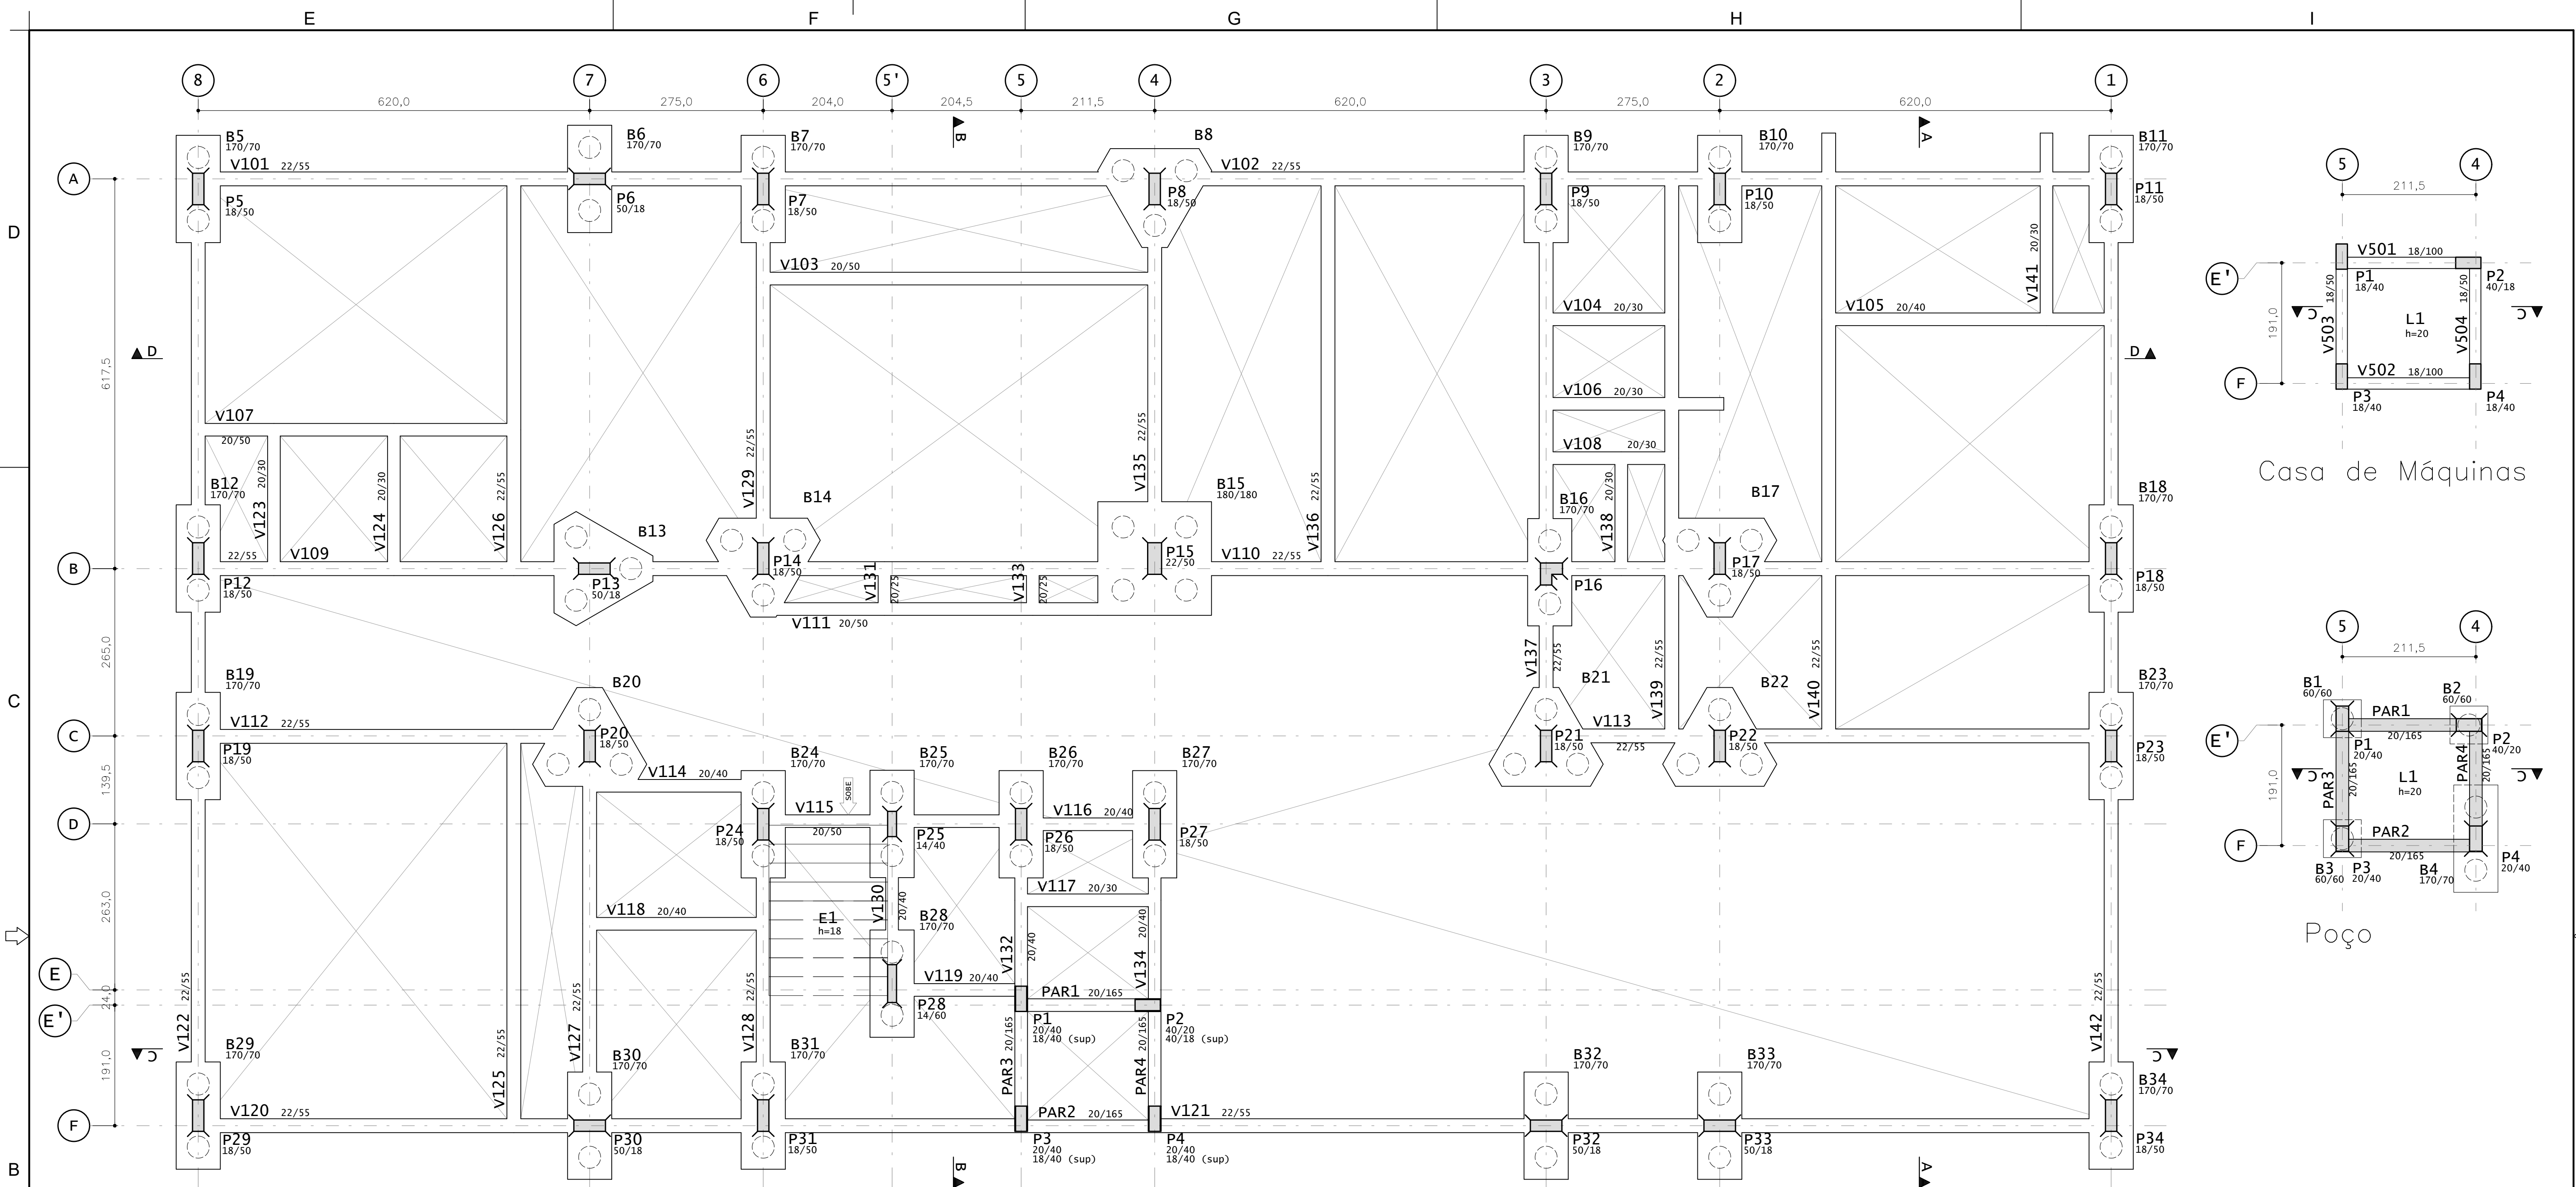 E F G H I
8 7 6 5' 5 4 3 2 1
620,0 275,0 204,0 204,5 211,5 620,0 275,0 620,0
B A
B5 170/70
B6 170/70
B7 170/70
B8
B9 170/70
B10 170/70
B11 170/70
A
V101 22/55
V102 22/55
P5 18/50
P6 50/18
P7 18/50
P8 18/50
P9 18/50
P10 18/50
P11 18/50
D
V103 20/50
V104 20/30
V141 20/30
V105 20/40
617,5
D D
V106 20/30
V107 20/50
V108 20/30
V129 22/55
V135 22/55
B12 170/70
V123 20/30
V124 20/30
V126 22/55
B13
B14
B15 180/180
V136 22/55
B16 170/70
V138 20/30
B17
B18 170/70
B
22/55 V109
V110 22/55
P12 18/50
P13 50/18
P14 18/50
V131 20/25
V133 20/25
P15 22/50
P16
P17 18/50
P18 18/50
V111 20/50
265,0
V137 22/55
V139 22/55
V140 22/55
B19 170/70
B20
B21
B22
B23 170/70
C
C
V112 22/55
V113 22/55
P19 18/50
P20 18/50
P21 18/50
P22 18/50
P23 18/50
139,5
V114 20/40
B24 170/70
B25 170/70
B26 170/70
B27 170/70
SOBE
D
V115 20/50
V116 20/40
P24 18/50
P25 14/40
P26 18/50
P27 18/50
263,0
V117 20/30
V118 20/40
E1
h=18
V130 20/40
B28 170/70
V132 20/40
V134 20/40
V119 20/40
E
24,0
E'
V122 22/55
V127 22/55
V128 22/55
P28 14/60
PAR1 20/165
P1
20/40
18/40 (sup)
P2
40/20
40/18 (sup)
V142 22/55
C C
191,0
B29 170/70
V125 22/55
B30 170/70
B31 170/70
PAR3 20/165
PAR4 20/165
B32 170/70
B33 170/70
B34 170/70
F
V120 22/55
PAR2 20/165
V121 22/55
P29 18/50
P30 50/18
P31 18/50
P3
20/40
18/40 (sup)
P4
20/40
18/40 (sup)
P32 50/18
P33 50/18
P34 18/50
B
B A
5 4
211,5
E'
V501 18/100
P1 18/40
P2 40/18
191,0
C C
V503 18/50
V504 18/50
L1
h=20
F
V502 18/100
P3 18/40
P4 18/40
Casa de Máquinas
5 4
211,5
B1 60/60
B2 60/60
E'
PAR1 20/165
P1 20/40
P2 40/20
191,0
C C
PAR3 20/165
PAR4 20/165
L1
h=20
F
PAR2 20/165
B3 60/60
P3 20/40
B4 170/70
P4 20/40
Poço